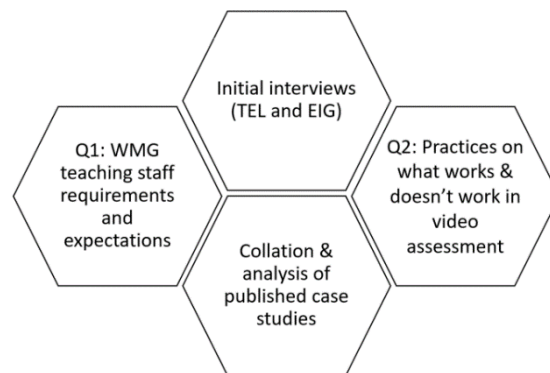 Initial interviews
(TEL and EIG)
Q1: WMG
teaching staff
requirements
and
expectations
Q2: Practices on
what works &
doesn't work in
video
assessment
Collation &
analysis of
published case
studies